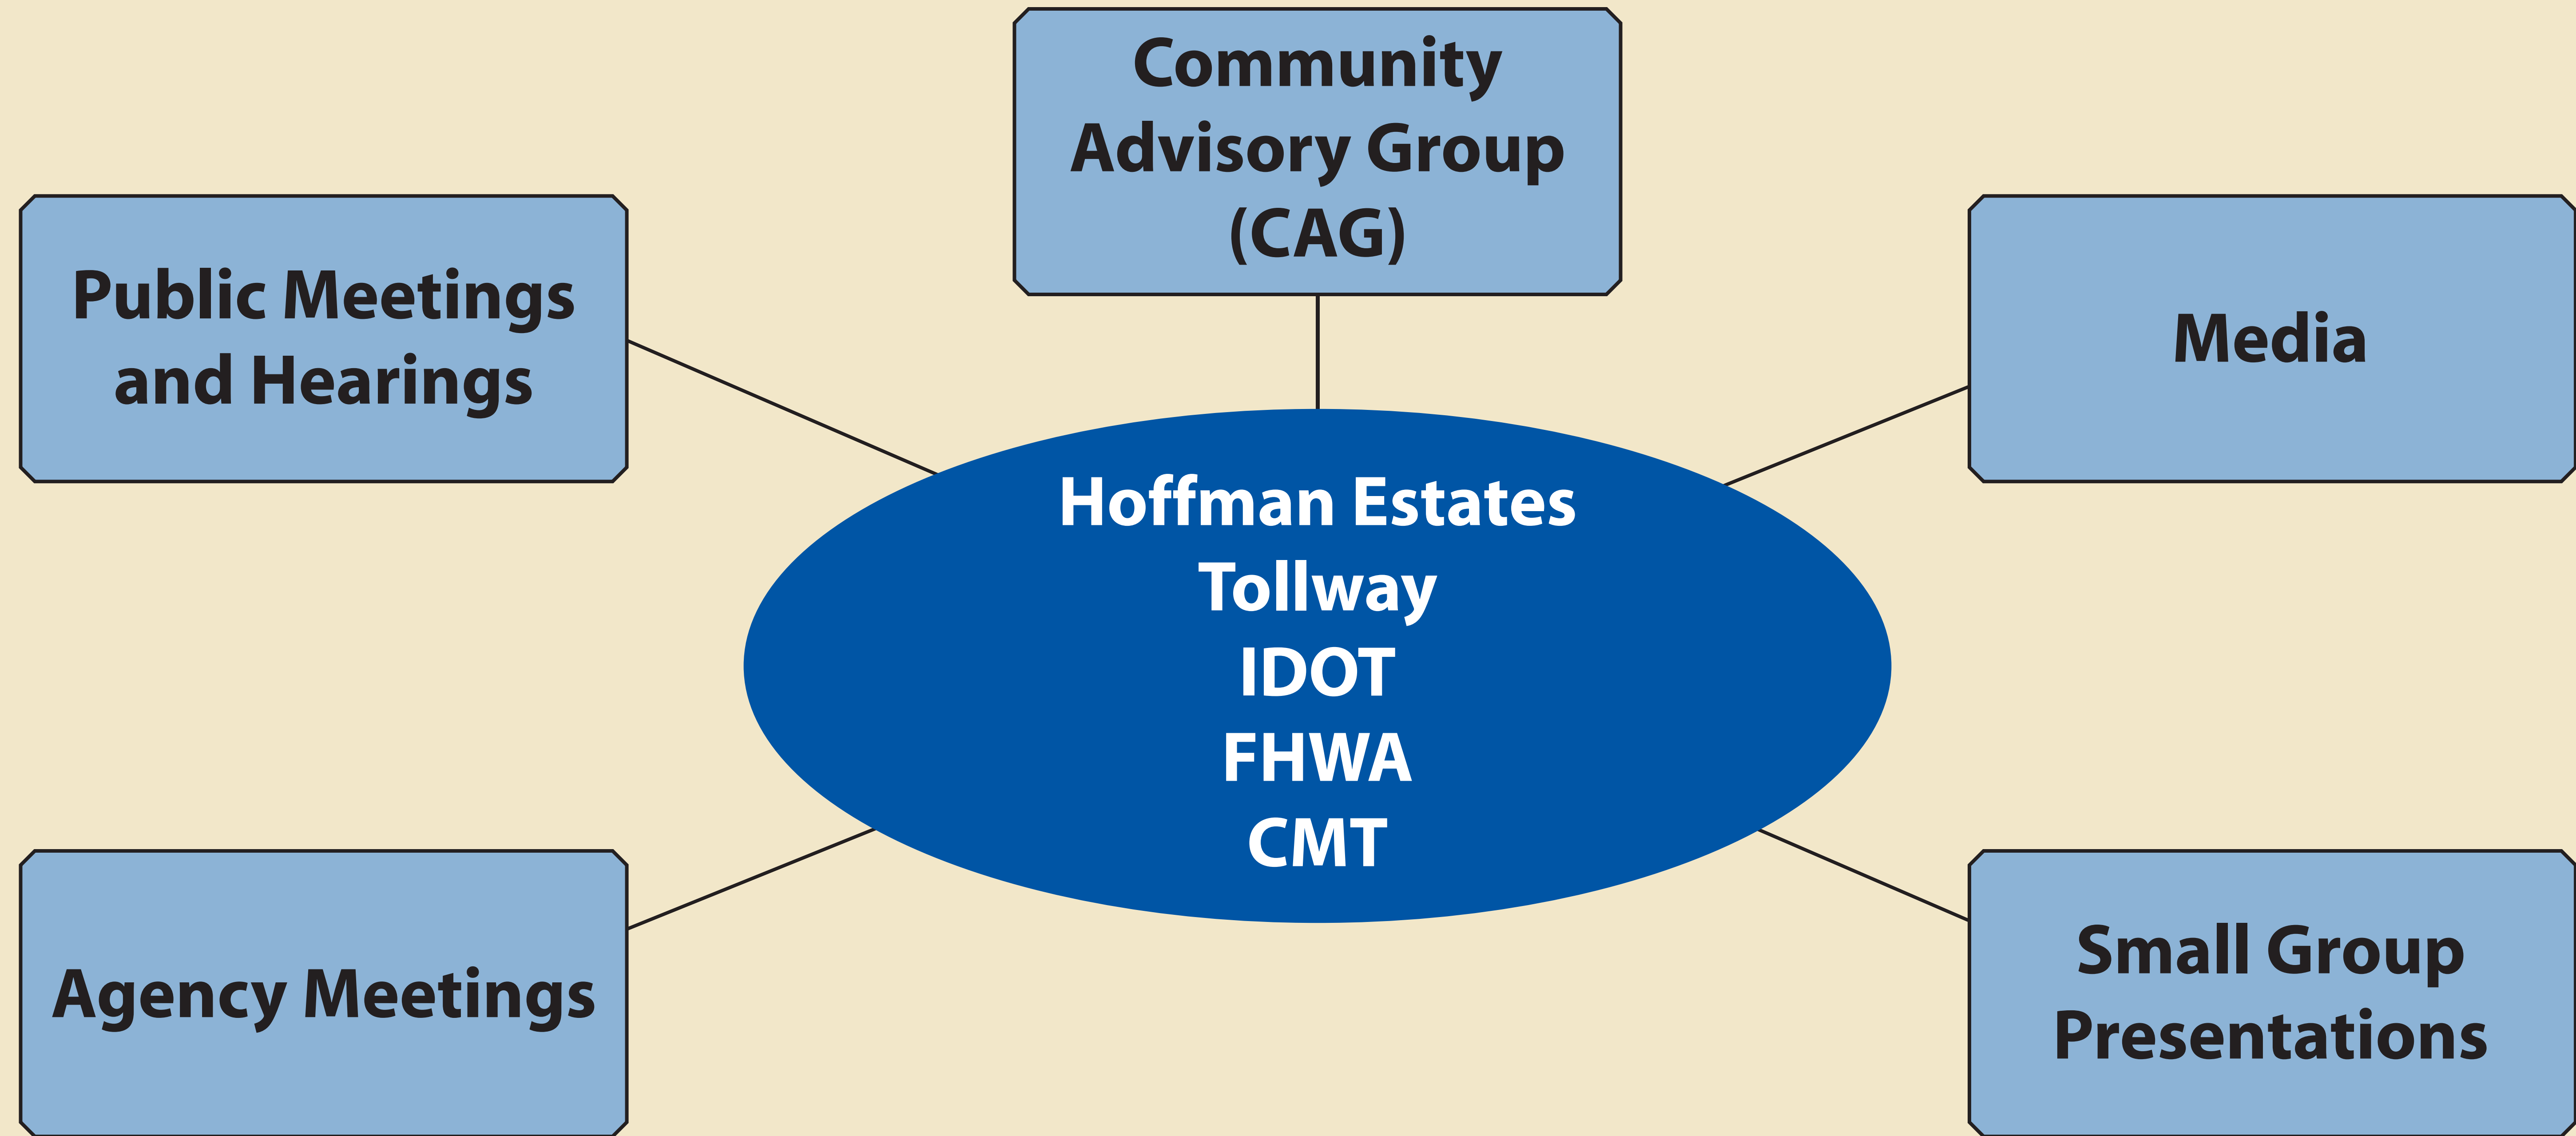 Community
Advisory Group
(CAG)
Public Meetings
and Hearings
Media
Hoffman Estates
Tollway
IDOT
FHWA
CMT
Agency Meetings
Small Group
Presentations